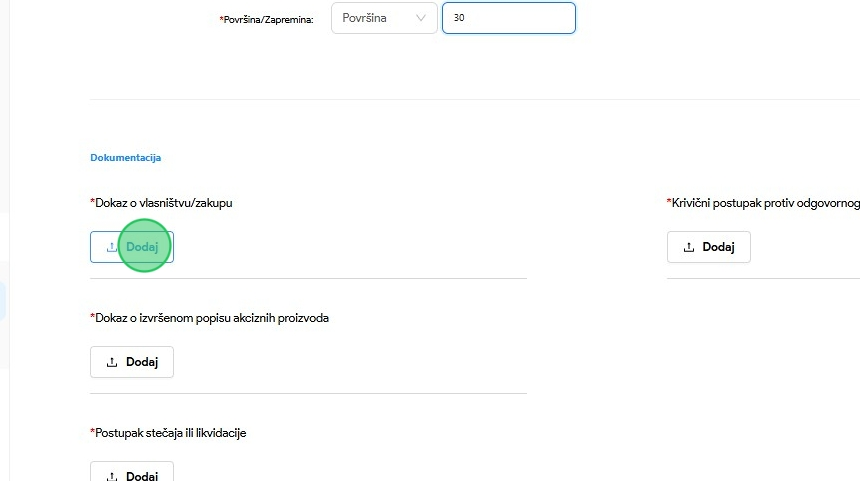 *Površina/Zapremina: Površina 30
Dokumentacija
*Dokaz o vlasništvu/zakupu
Dodaj
*Krivični postupak protiv odgovornog
Dodaj
*Dokaz o izvršenom popisu akciznih proizvoda
Dodaj
*Postupak stečaja ili likvidacije
Dodaj